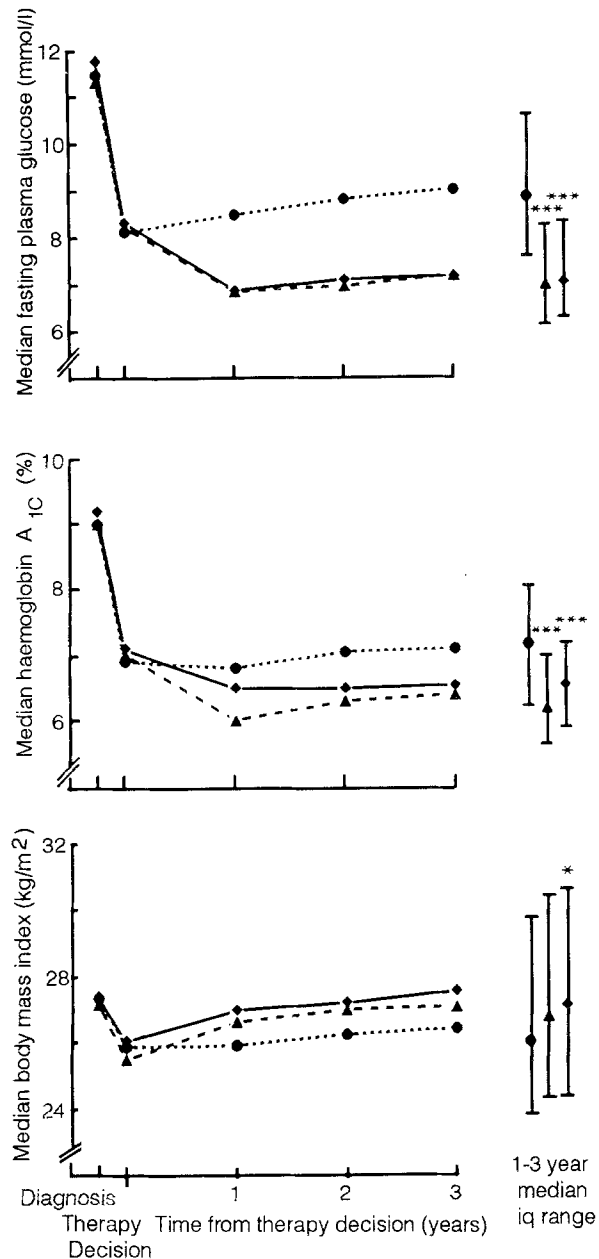 Median fasting plasma glucose (mmol/l)
12
10
8
6
***
***
Median haemoglobin A 1C (%)
10
8
6
***
***
Median body mass index (kg/m2)
32
28
24
*
Diagnosis
1
2
3
Therapy
Decision
Time from therapy decision (years)
1-3 year
median
iq range